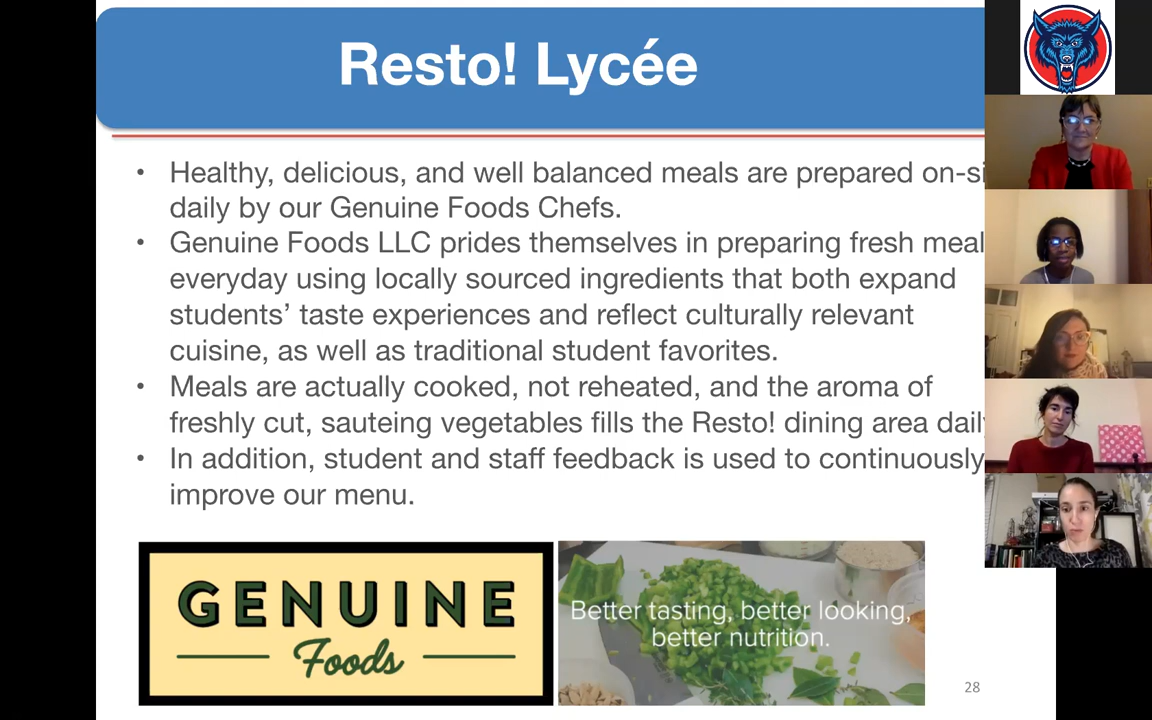 Resto! Lycée
• Healthy, delicious, and well balanced meals are prepared on-si
daily by our Genuine Foods Chefs.
• Genuine Foods LLC prides themselves in preparing fresh meal
everyday using locally sourced ingredients that both expand
students’ taste experiences and reflect culturally relevant
cuisine, as well as traditional student favorites.
• Meals are actually cooked, not reheated, and the aroma of
freshly cut, sauteing vegetables fills the Resto! dining area daily
• In addition, student and staff feedback is used to continuously
improve our menu.
GENUINE
Foods
Better tasting, better looking,
better nutrition.
28